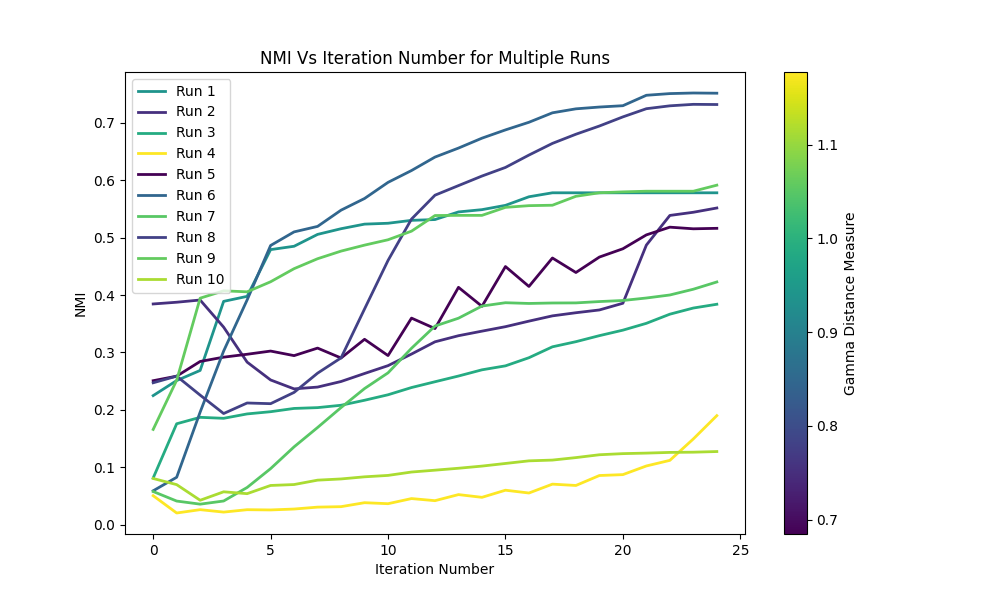 NMI Vs Iteration Number for Multiple Runs
Run 1
Run 2
Run 3
Run 4
Run 5
Run 6
Run 7
Run 8
Run 9
Run 10
NMI
0.7
0.6
0.5
0.4
0.3
0.2
0.1
0.0
0
5
10
15
20
25
Iteration Number
1.1
1.0
0.9
0.8
0.7
Gamma Distance Measure